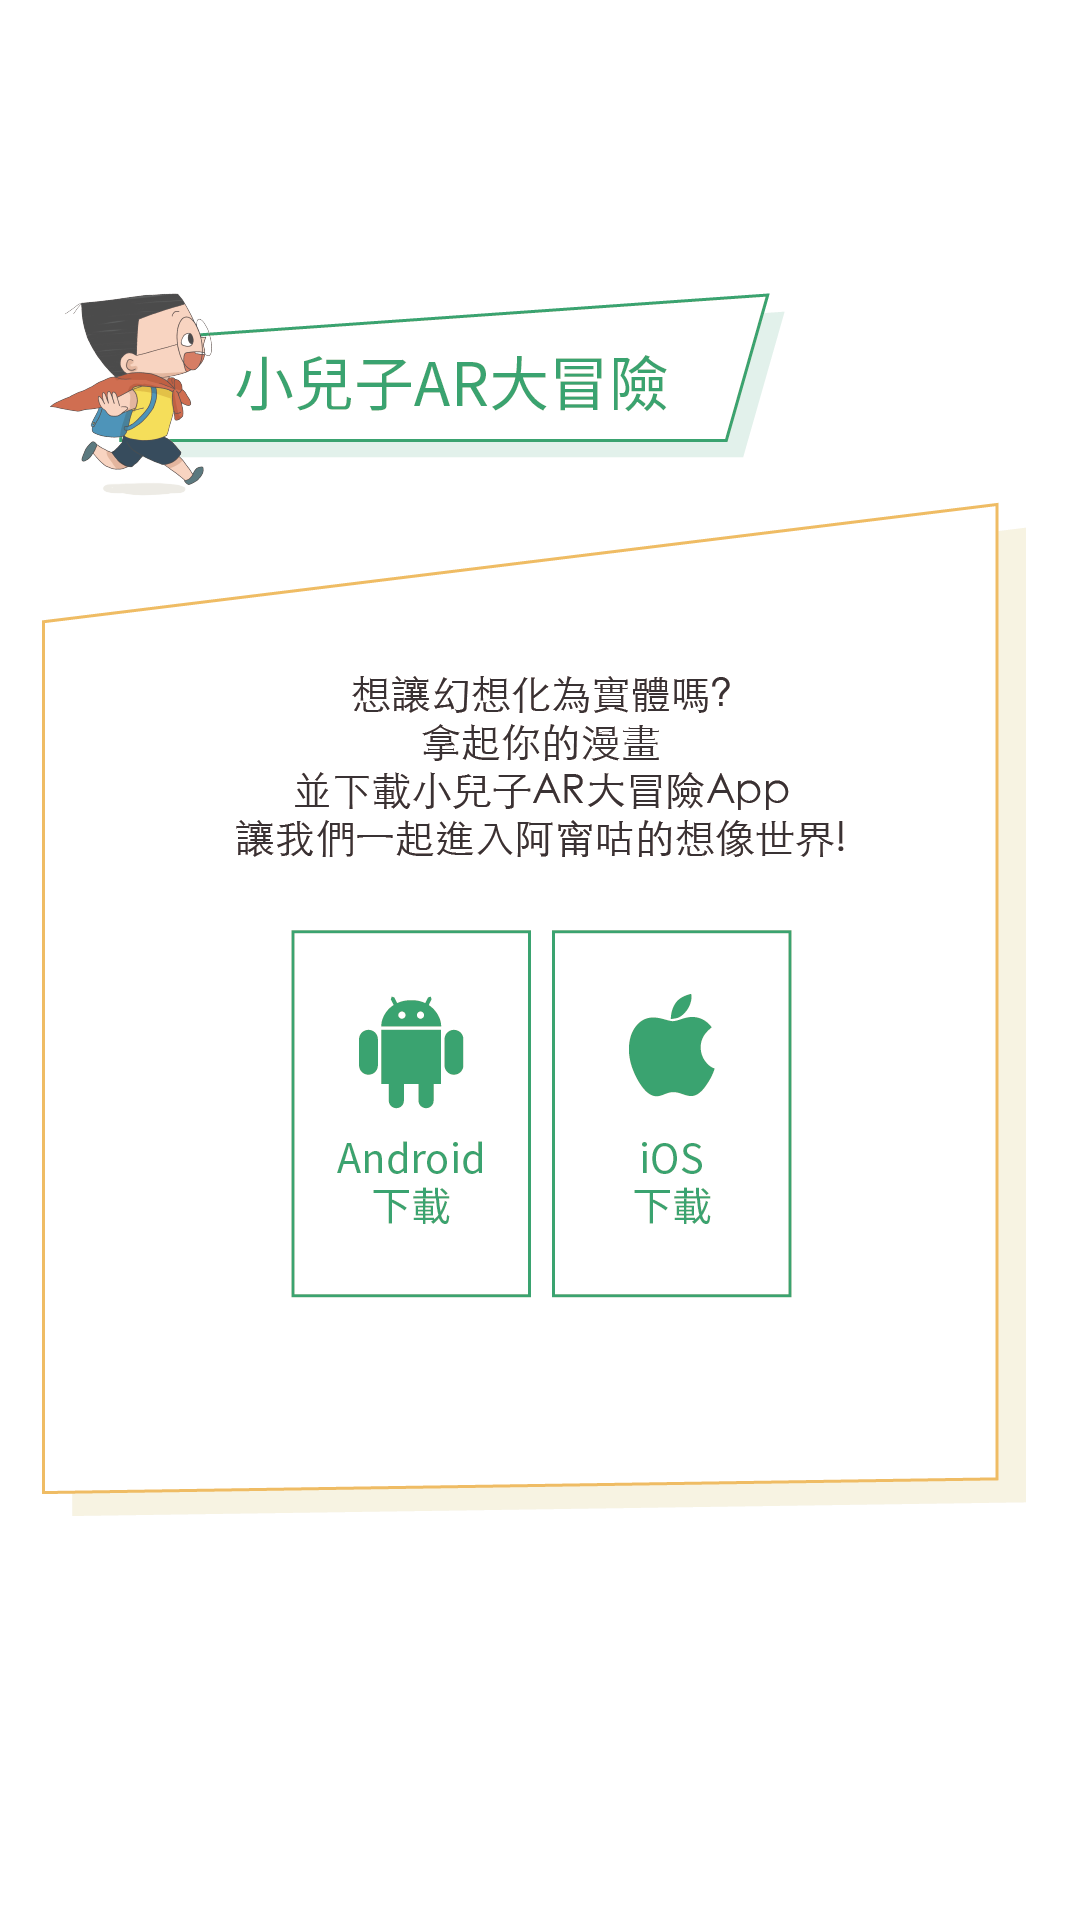 小兒子AR大冒險
想讓幻想化為實體嗎?
拿起你的漫畫
並下載小兒子AR大冒險App
讓我們一起進入阿甯咕的想像世界!
Android
下載
iOS
下載